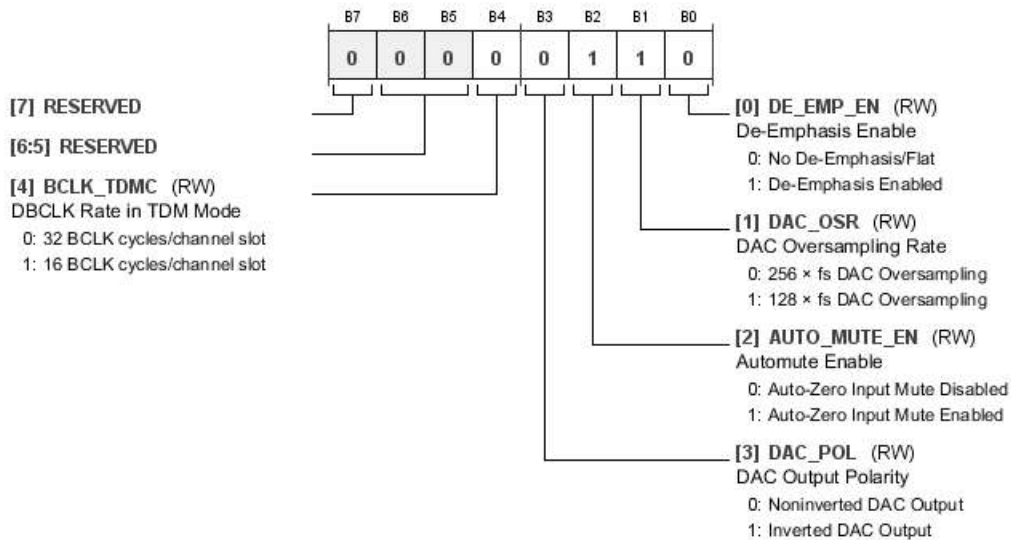 B7 B6 B5 B4 B3 B2 B1 B0
0 0 0 0 0 1 1 0
[7] RESERVED
[6:5] RESERVED
[4] BCLK_TDMC (RW)
DBCLK Rate in TDM Mode
0: 32 BCLK cycles/channel slot
1: 16 BCLK cycles/channel slot
[0] DE_EMP_EN (RW)
De-Emphasis Enable
0: No De-Emphasis/Flat
1: De-Emphasis Enabled
[1] DAC_OSR (RW)
DAC Oversampling Rate
0: 256 × fs DAC Oversampling
1: 128 × fs DAC Oversampling
[2] AUTO_MUTE_EN (RW)
Automute Enable
0: Auto-Zero Input Mute Disabled
1: Auto-Zero Input Mute Enabled
[3] DAC_POL (RW)
DAC Output Polarity
0: Noninverted DAC Output
1: Inverted DAC Output